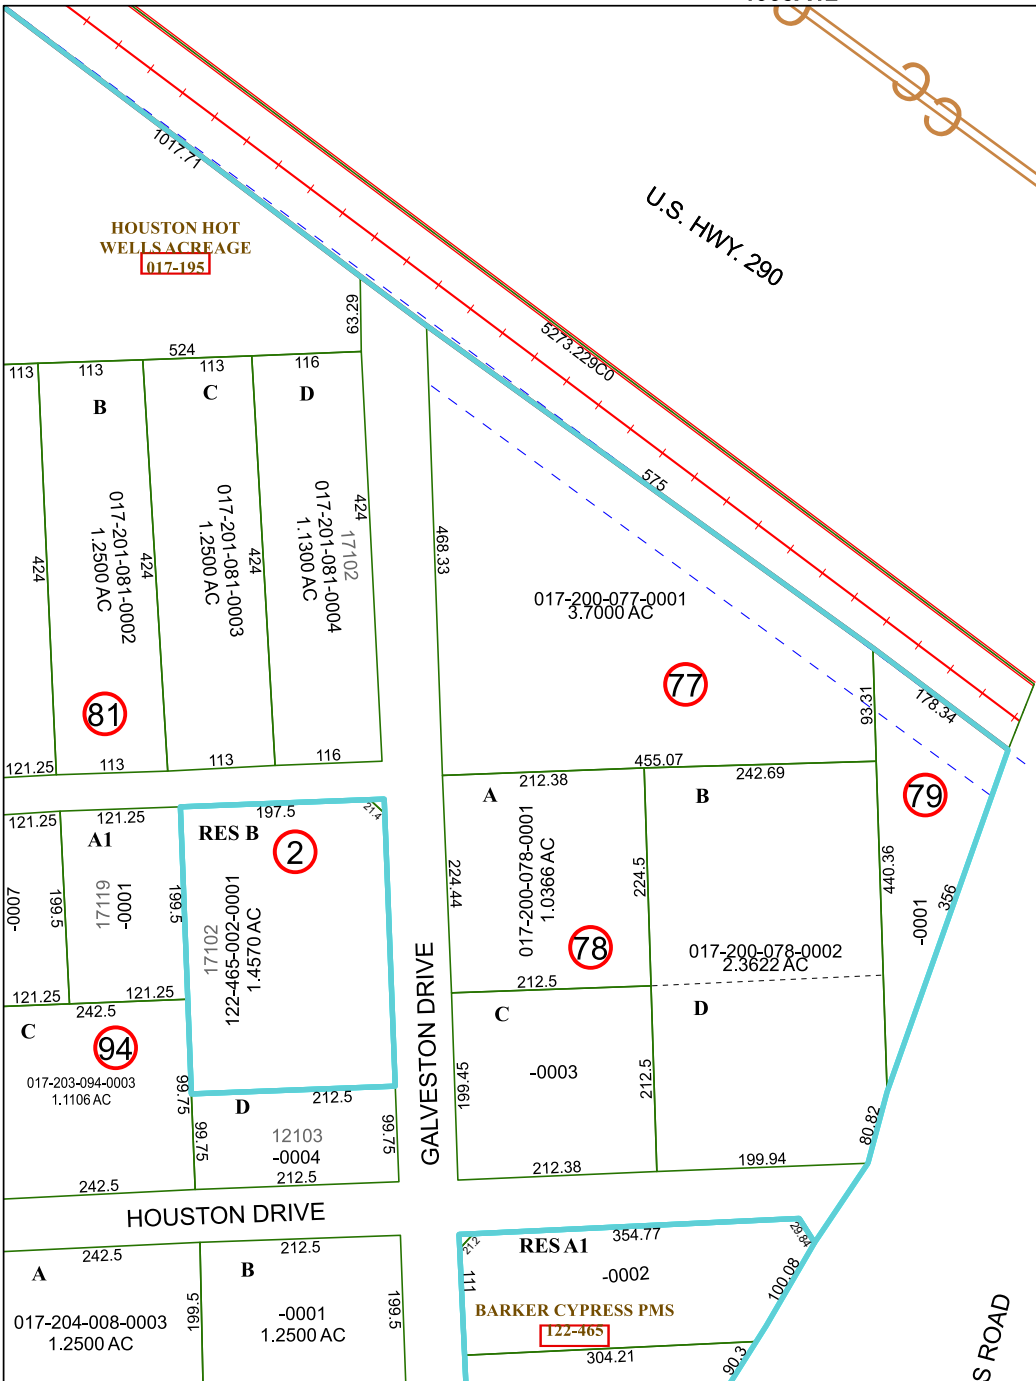 1017.71
U.S. HWY. 290
HOUSTON HOT
WELLS ACREAGE
017-195
63.29
5273.229C0
524
113
113
113
116
B
C
D
575
424
017-201-081-0002
1.2500 AC
424
017-201-081-0003
1.2500 AC
424
017-201-081-0004
1.1300 AC
17102
424
468.33
017-200-077-0001
3.7000 AC
77
93.31
178.34
81
121.25
113
113
116
455.07
212.38
242.69
A
B
79
121.25
121.25
197.5
21.4
RES B
2
A1
-0007
199.5
17119
-0001
199.5
17102
122-465-002-0001
1.4570 AC
224.44
017-200-078-0001
1.0366 AC
224.5
440.36
-0001
356
78
017-200-078-0002
2.3622 AC
121.25
121.25
242.5
212.5
C
94
017-203-094-0003
1.1106 AC
99.75
D
212.5
99.75
99.75
12103
-0004
242.5
212.5
GALVESTON DRIVE
C
D
-0003
199.45
212.5
80.82
212.38
199.94
HOUSTON DRIVE
242.5
212.5
354.77
29.84
21.2
RES A1
A
B
111
-0002
100.08
017-204-008-0003
1.2500 AC
199.5
-0001
1.2500 AC
199.5
BARKER CYPRESS PMS
122-465
304.21
90.3
S ROAD